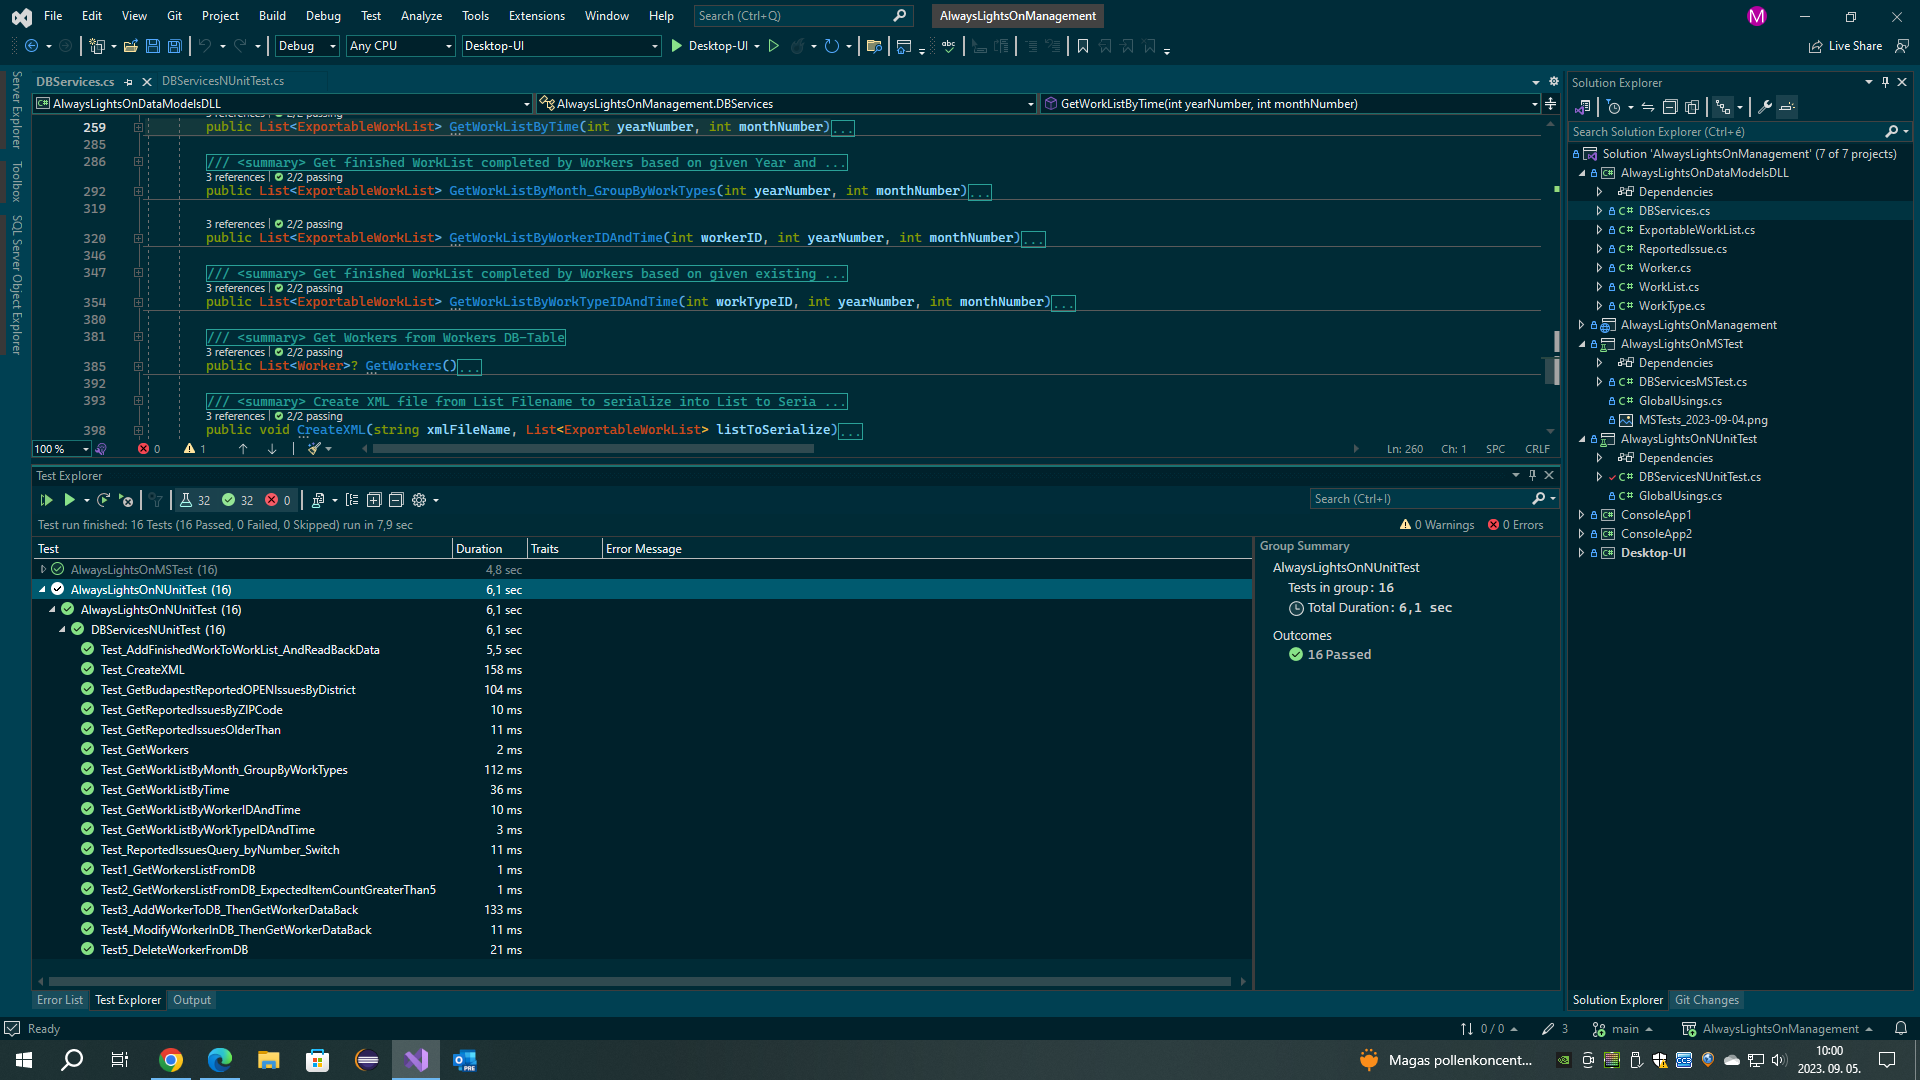 File Edit View Git Project Build Debug Test Analyze Tools Extensions Window Help Search (Ctrl+Q) AlwaysLightsOnManagement M
Debug Any CPU Desktop-UI Desktop-UI Live Share
Server Explorer
Toolbox
SQL Server Object Explorer
DBServices.cs DBServicesNUnitTest.cs
AlwaysLightsOnDataModelsDLL AlwaysLightsOnManagement.DBServices GetWorkListByTime(int yearNumber, int monthNumber)
3 references | 2/2 passing
259 public List<ExportableWorkList> GetWorkListByTime(int yearNumber, int monthNumber)...
285
286 /// <summary> Get finished WorkList completed by Workers based on given Year and ...
3 references | 2/2 passing
292 public List<ExportableWorkList> GetWorkListByMonth_GroupByWorkTypes(int yearNumber, int monthNumber)...
319
3 references | 2/2 passing
320 public List<ExportableWorkList> GetWorkListByWorkerIDAndTime(int workerID, int yearNumber, int monthNumber)...
346
347 /// <summary> Get finished WorkList completed by Workers based on given existing ...
3 references | 2/2 passing
354 public List<ExportableWorkList> GetWorkListByWorkTypeIDAndTime(int workTypeID, int yearNumber, int monthNumber)...
380
381 /// <summary> Get Workers from Workers DB-Table
3 references | 2/2 passing
385 public List<Worker>? GetWorkers()...
392
393 /// <summary> Create XML file from List Filename to serialize into List to Seria ...
3 references | 2/2 passing
398 public void CreateXML(string xmlFileName, List<ExportableWorkList> listToSerialize)...
100 % 0 1 Ln: 260 Ch: 1 SPC CRLF
Test Explorer
32 32 0 Search (Ctrl+I)
Test run finished: 16 Tests (16 Passed, 0 Failed, 0 Skipped) run in 7,9 sec 0 Warnings 0 Errors
Test Duration Traits Error Message
AlwaysLightsOnMSTest (16) 4,8 sec
AlwaysLightsOnNUnitTest (16) 6,1 sec
AlwaysLightsOnNUnitTest (16) 6,1 sec
DBServicesNUnitTest (16) 6,1 sec
Test_AddFinishedWorkToWorkList_AndReadBackData 5,5 sec
Test_CreateXML 158 ms
Test_GetBudapestReportedOPENIssuesByDistrict 104 ms
Test_GetReportedIssuesByZIPCode 10 ms
Test_GetReportedIssuesOlderThan 11 ms
Test_GetWorkers 2 ms
Test_GetWorkListByMonth_GroupByWorkTypes 112 ms
Test_GetWorkListByTime 36 ms
Test_GetWorkListByWorkerIDAndTime 10 ms
Test_GetWorkListByWorkTypeIDAndTime 3 ms
Test_ReportedIssuesQuery_byNumber_Switch 11 ms
Test1_GetWorkersListFromDB 1 ms
Test2_GetWorkersListFromDB_ExpectedItemCountGreaterThan5 1 ms
Test3_AddWorkerToDB_ThenGetWorkerDataBack 133 ms
Test4_ModifyWorkerInDB_ThenGetWorkerDataBack 11 ms
Test5_DeleteWorkerFromDB 21 ms
Group Summary
AlwaysLightsOnNUnitTest
Tests in group: 16
Total Duration: 6,1 sec
Outcomes
16 Passed
Error List Test Explorer Output
Solution Explorer
Search Solution Explorer (Ctrl+é)
Solution 'AlwaysLightsOnManagement' (7 of 7 projects)
AlwaysLightsOnDataModelsDLL
Dependencies
C# DBServices.cs
C# ExportableWorkList.cs
C# ReportedIssue.cs
C# Worker.cs
C# WorkList.cs
C# WorkType.cs
AlwaysLightsOnManagement
AlwaysLightsOnMSTest
Dependencies
C# DBServicesMSTest.cs
C# GlobalUsings.cs
MSTests_2023-09-04.png
AlwaysLightsOnNUnitTest
Dependencies
C# DBServicesNUnitTest.cs
C# GlobalUsings.cs
ConsoleApp1
ConsoleApp2
Desktop-UI
Solution Explorer Git Changes
Ready 0 / 0 3 main AlwaysLightsOnManagement
Magas pollenkoncent... 10:00
2023. 09. 05.